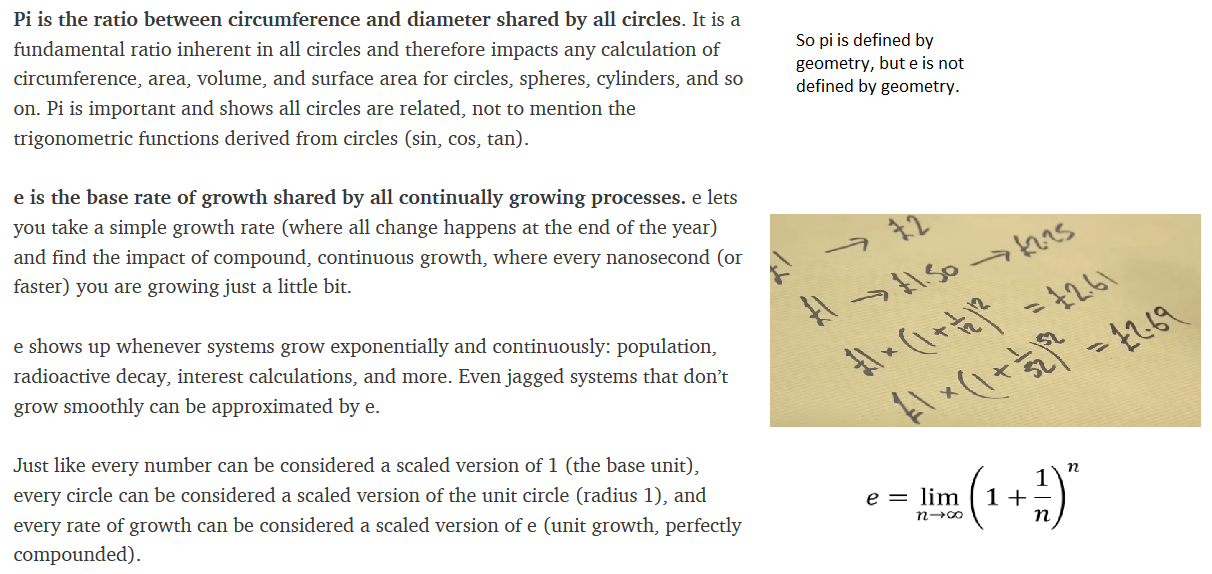 Pi is the ratio between circumference and diameter shared by all circles. It is a
fundamental ratio inherent in all circles and therefore impacts any calculation of
circumference, area, volume, and surface area for circles, spheres, cylinders, and so
on. Pi is important and shows all circles are related, not to mention the
trigonometric functions derived from circles (sin, cos, tan).
e is the base rate of growth shared by all continually growing processes. e lets
you take a simple growth rate (where all change happens at the end of the year)
and find the impact of compound, continuous growth, where every nanosecond (or
faster) you are growing just a little bit.
e shows up whenever systems grow exponentially and continuously: population,
radioactive decay, interest calculations, and more. Even jagged systems that don’t
grow smoothly can be approximated by e.
Just like every number can be considered a scaled version of 1 (the base unit),
every circle can be considered a scaled version of the unit circle (radius 1), and
every rate of growth can be considered a scaled version of e (unit growth, perfectly
compounded).
So pi is defined by
geometry, but e is not
defined by geometry.
£1 → £2
£1 → £1.50 → £2.25
£1 × (1 + 1/12)^12 = £2.61
£1 × (1 + 1/52)^52 = £2.69
e = lim n→∞ (1 + 1/n)^n